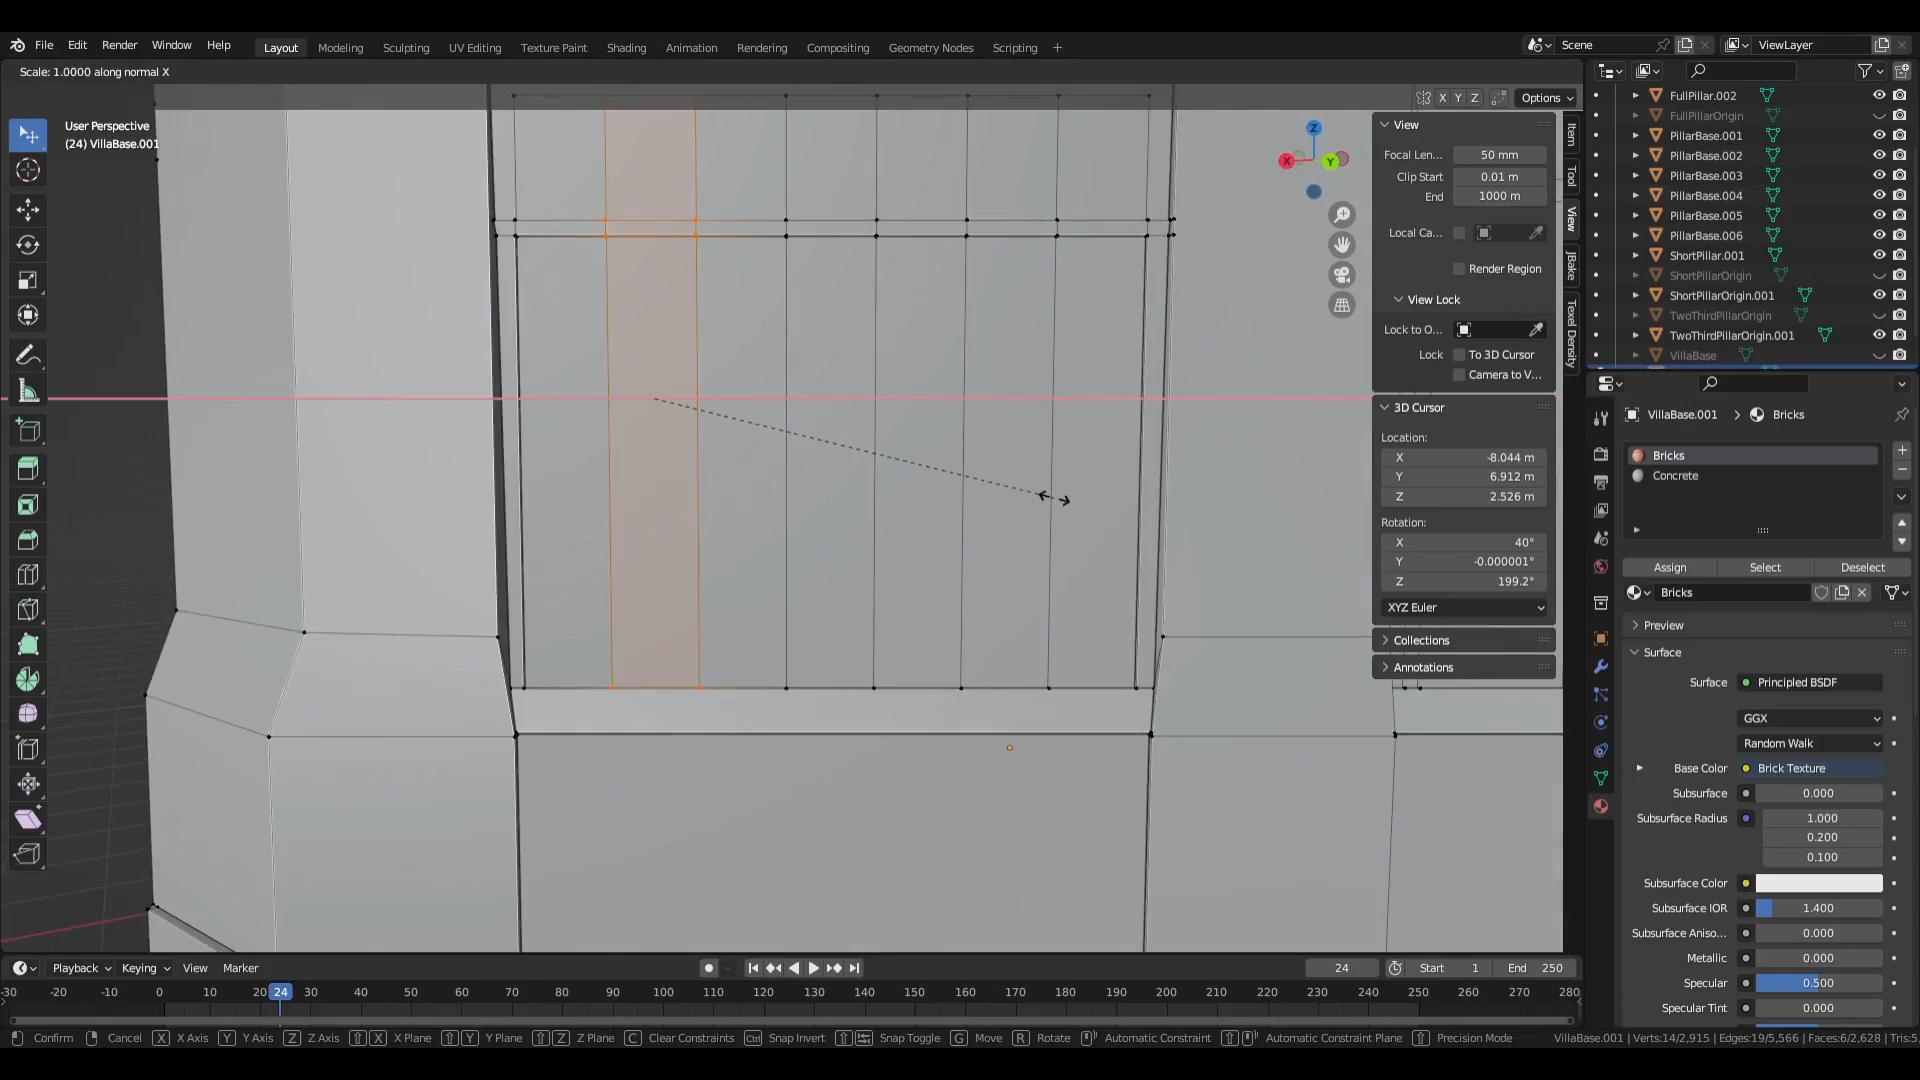 File Edit Render Window Help
Layout Modeling Sculpting UV Editing Texture Paint Shading Animation Rendering Compositing Geometry Nodes Scripting +
Scene
ViewLayer
Scale: 1.0000 along normal X
X Y Z
Options
User Perspective
(24) VillaBase.001
Z
X
Y
View
Focal Len... 50 mm
Clip Start 0.01 m
End 1000 m
Local Ca...
Render Region
View Lock
Lock to O...
Lock To 3D Cursor
Camera to V...
3D Cursor
Location:
X -8.044 m
Y 6.912 m
Z 2.526 m
Rotation:
X 40°
Y -0.000001°
Z 199.2°
XYZ Euler
Collections
Annotations
Item
Tool
View
JBake
Texel Density
FullPillar.002
FullPillarOrigin
PillarBase.001
PillarBase.002
PillarBase.003
PillarBase.004
PillarBase.005
PillarBase.006
ShortPillar.001
ShortPillarOrigin
ShortPillarOrigin.001
TwoThirdPillarOrigin
TwoThirdPillarOrigin.001
VillaBase
VillaBase.001 > Bricks
Bricks
Concrete
Assign Select Deselect
Bricks
Preview
Surface
Surface Principled BSDF
GGX
Random Walk
Base Color Brick Texture
Subsurface 0.000
Subsurface Radius 1.000
0.200
0.100
Subsurface Color
Subsurface IOR 1.400
Subsurface Aniso... 0.000
Metallic 0.000
Specular 0.500
Specular Tint 0.000
Playback Keying View Marker
24 Start 1 End 250
-30 -20 -10 0 10 20 24 30 40 50 60 70 80 90 100 110 120 130 140 150 160 170 180 190 200 210 220 230 240 250 260 270 280
Confirm Cancel X X Axis Y Y Axis Z Z Axis X X Plane Y Y Plane Z Z Plane C Clear Constraints Ctrl Snap Invert Snap Toggle G Move R Rotate Automatic Constraint Automatic Constraint Plane Precision Mode VillaBase.001 | Verts:14/2,915 | Edges:19/5,566 | Faces:6/2,628 | Tris:5,